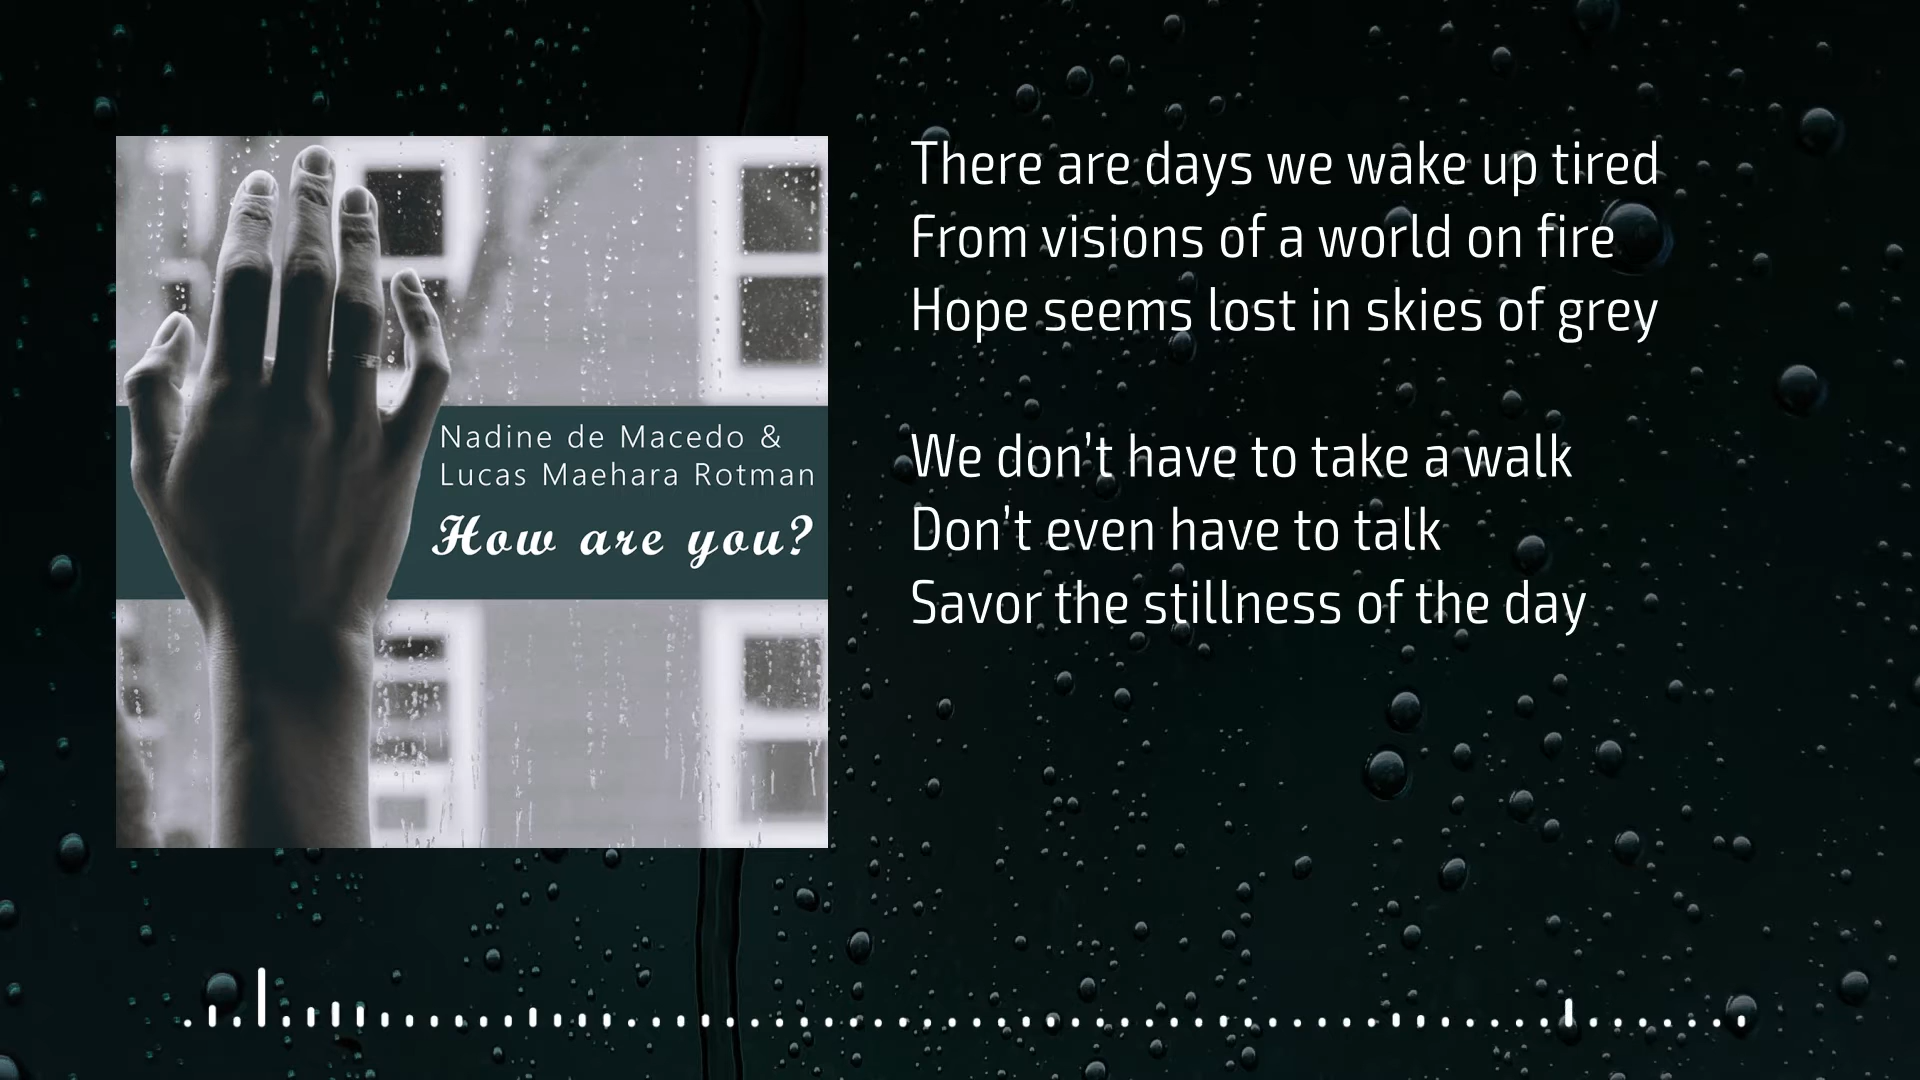 Nadine de Macedo &
Lucas Maehara Rotman
How are you?
There are days we wake up tired
From visions of a world on fire
Hope seems lost in skies of grey
We don't have to take a walk
Don't even have to talk
Savor the stillness of the day